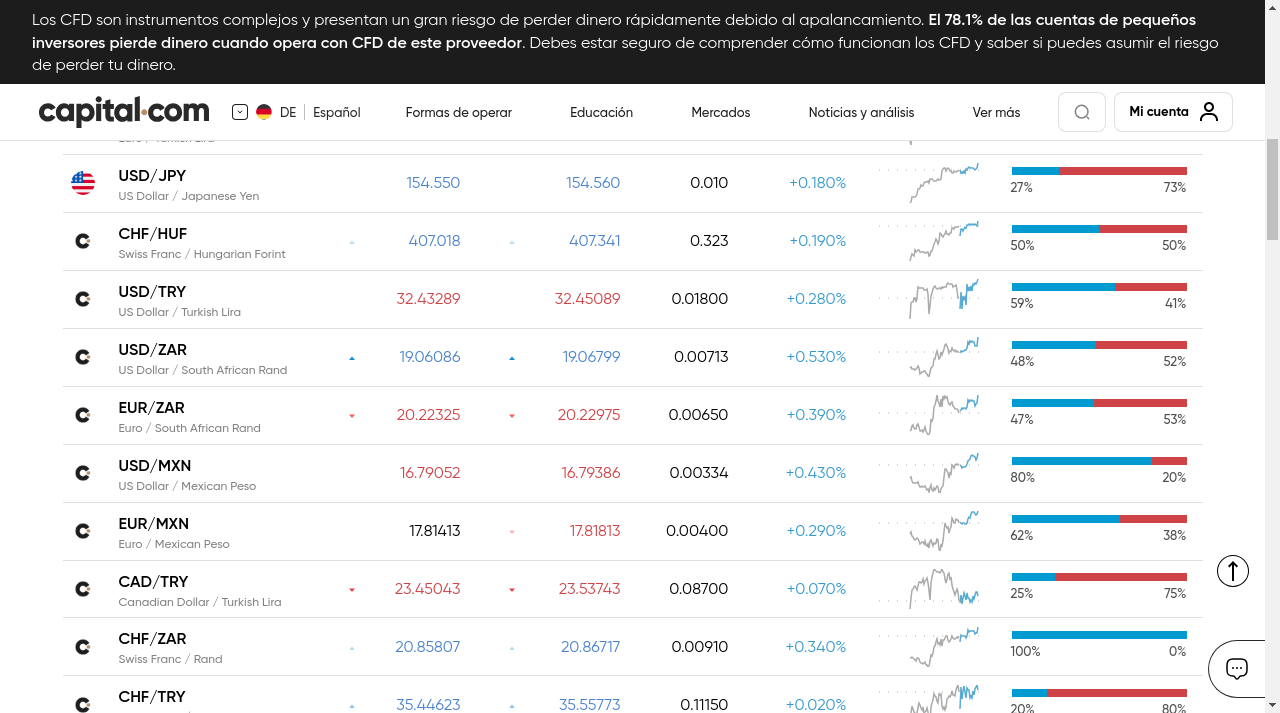 Los CFD son instrumentos complejos y presentan un gran riesgo de perder dinero rápidamente debido al apalancamiento. El 78.1% de las cuentas de pequeños
inversores pierde dinero cuando opera con CFD de este proveedor. Debes estar seguro de comprender cómo funcionan los CFD y saber si puedes asumir el riesgo
de perder tu dinero.
capital.com DE Español Formas de operar Educación Mercados Noticias y análisis Ver más Mi cuenta
USD/JPY 154.550 154.560 0.010 +0.180%
US Dollar / Japanese Yen 27% 73%
CHF/HUF 407.018 407.341 0.323 +0.190%
Swiss Franc / Hungarian Forint 50% 50%
USD/TRY 32.43289 32.45089 0.01800 +0.280%
US Dollar / Turkish Lira 59% 41%
USD/ZAR 19.06086 19.06799 0.00713 +0.530%
US Dollar / South African Rand 48% 52%
EUR/ZAR 20.22325 20.22975 0.00650 +0.390%
Euro / South African Rand 47% 53%
USD/MXN 16.79052 16.79386 0.00334 +0.430%
US Dollar / Mexican Peso 80% 20%
EUR/MXN 17.81413 17.81813 0.00400 +0.290%
Euro / Mexican Peso 62% 38%
CAD/TRY 23.45043 23.53743 0.08700 +0.070%
Canadian Dollar / Turkish Lira 25% 75%
CHF/ZAR 20.85807 20.86717 0.00910 +0.340%
Swiss Franc / Rand 100% 0%
CHF/TRY 35.44623 35.55773 0.11150 +0.020%
20% 80%